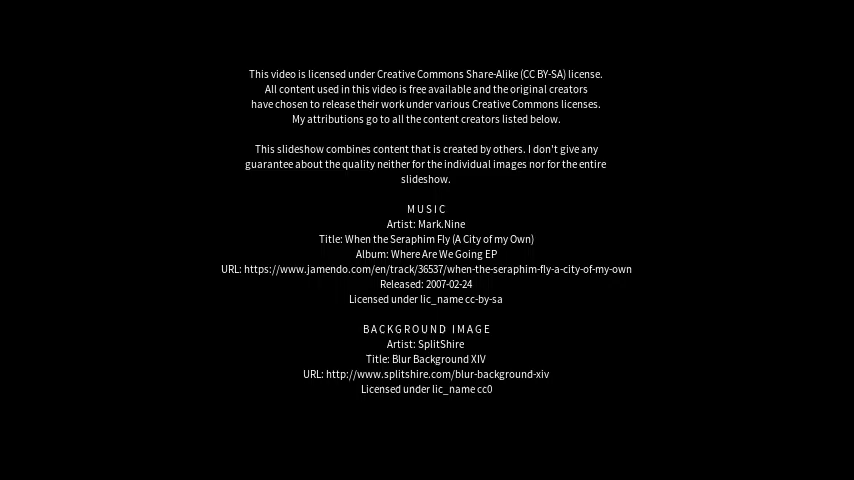 This video is licensed under Creative Commons Share-Alike (CC BY-SA) license.
All content used in this video is free available and the original creators
have chosen to release their work under various Creative Commons licenses.
My attributions go to all the content creators listed below.
This slideshow combines content that is created by others. I don't give any
guarantee about the quality neither for the individual images nor for the entire
slideshow.
MUSIC
Artist: Mark.Nine
Title: When the Seraphim Fly (A City of my Own)
Album: Where Are We Going EP
URL: https://www.jamendo.com/en/track/36537/when-the-seraphim-fly-a-city-of-my-own
Released: 2007-02-24
Licensed under lic_name cc-by-sa
BACKGROUND IMAGE
Artist: SplitShire
Title: Blur Background XIV
URL: http://www.splitshire.com/blur-background-xiv
Licensed under lic_name cc0